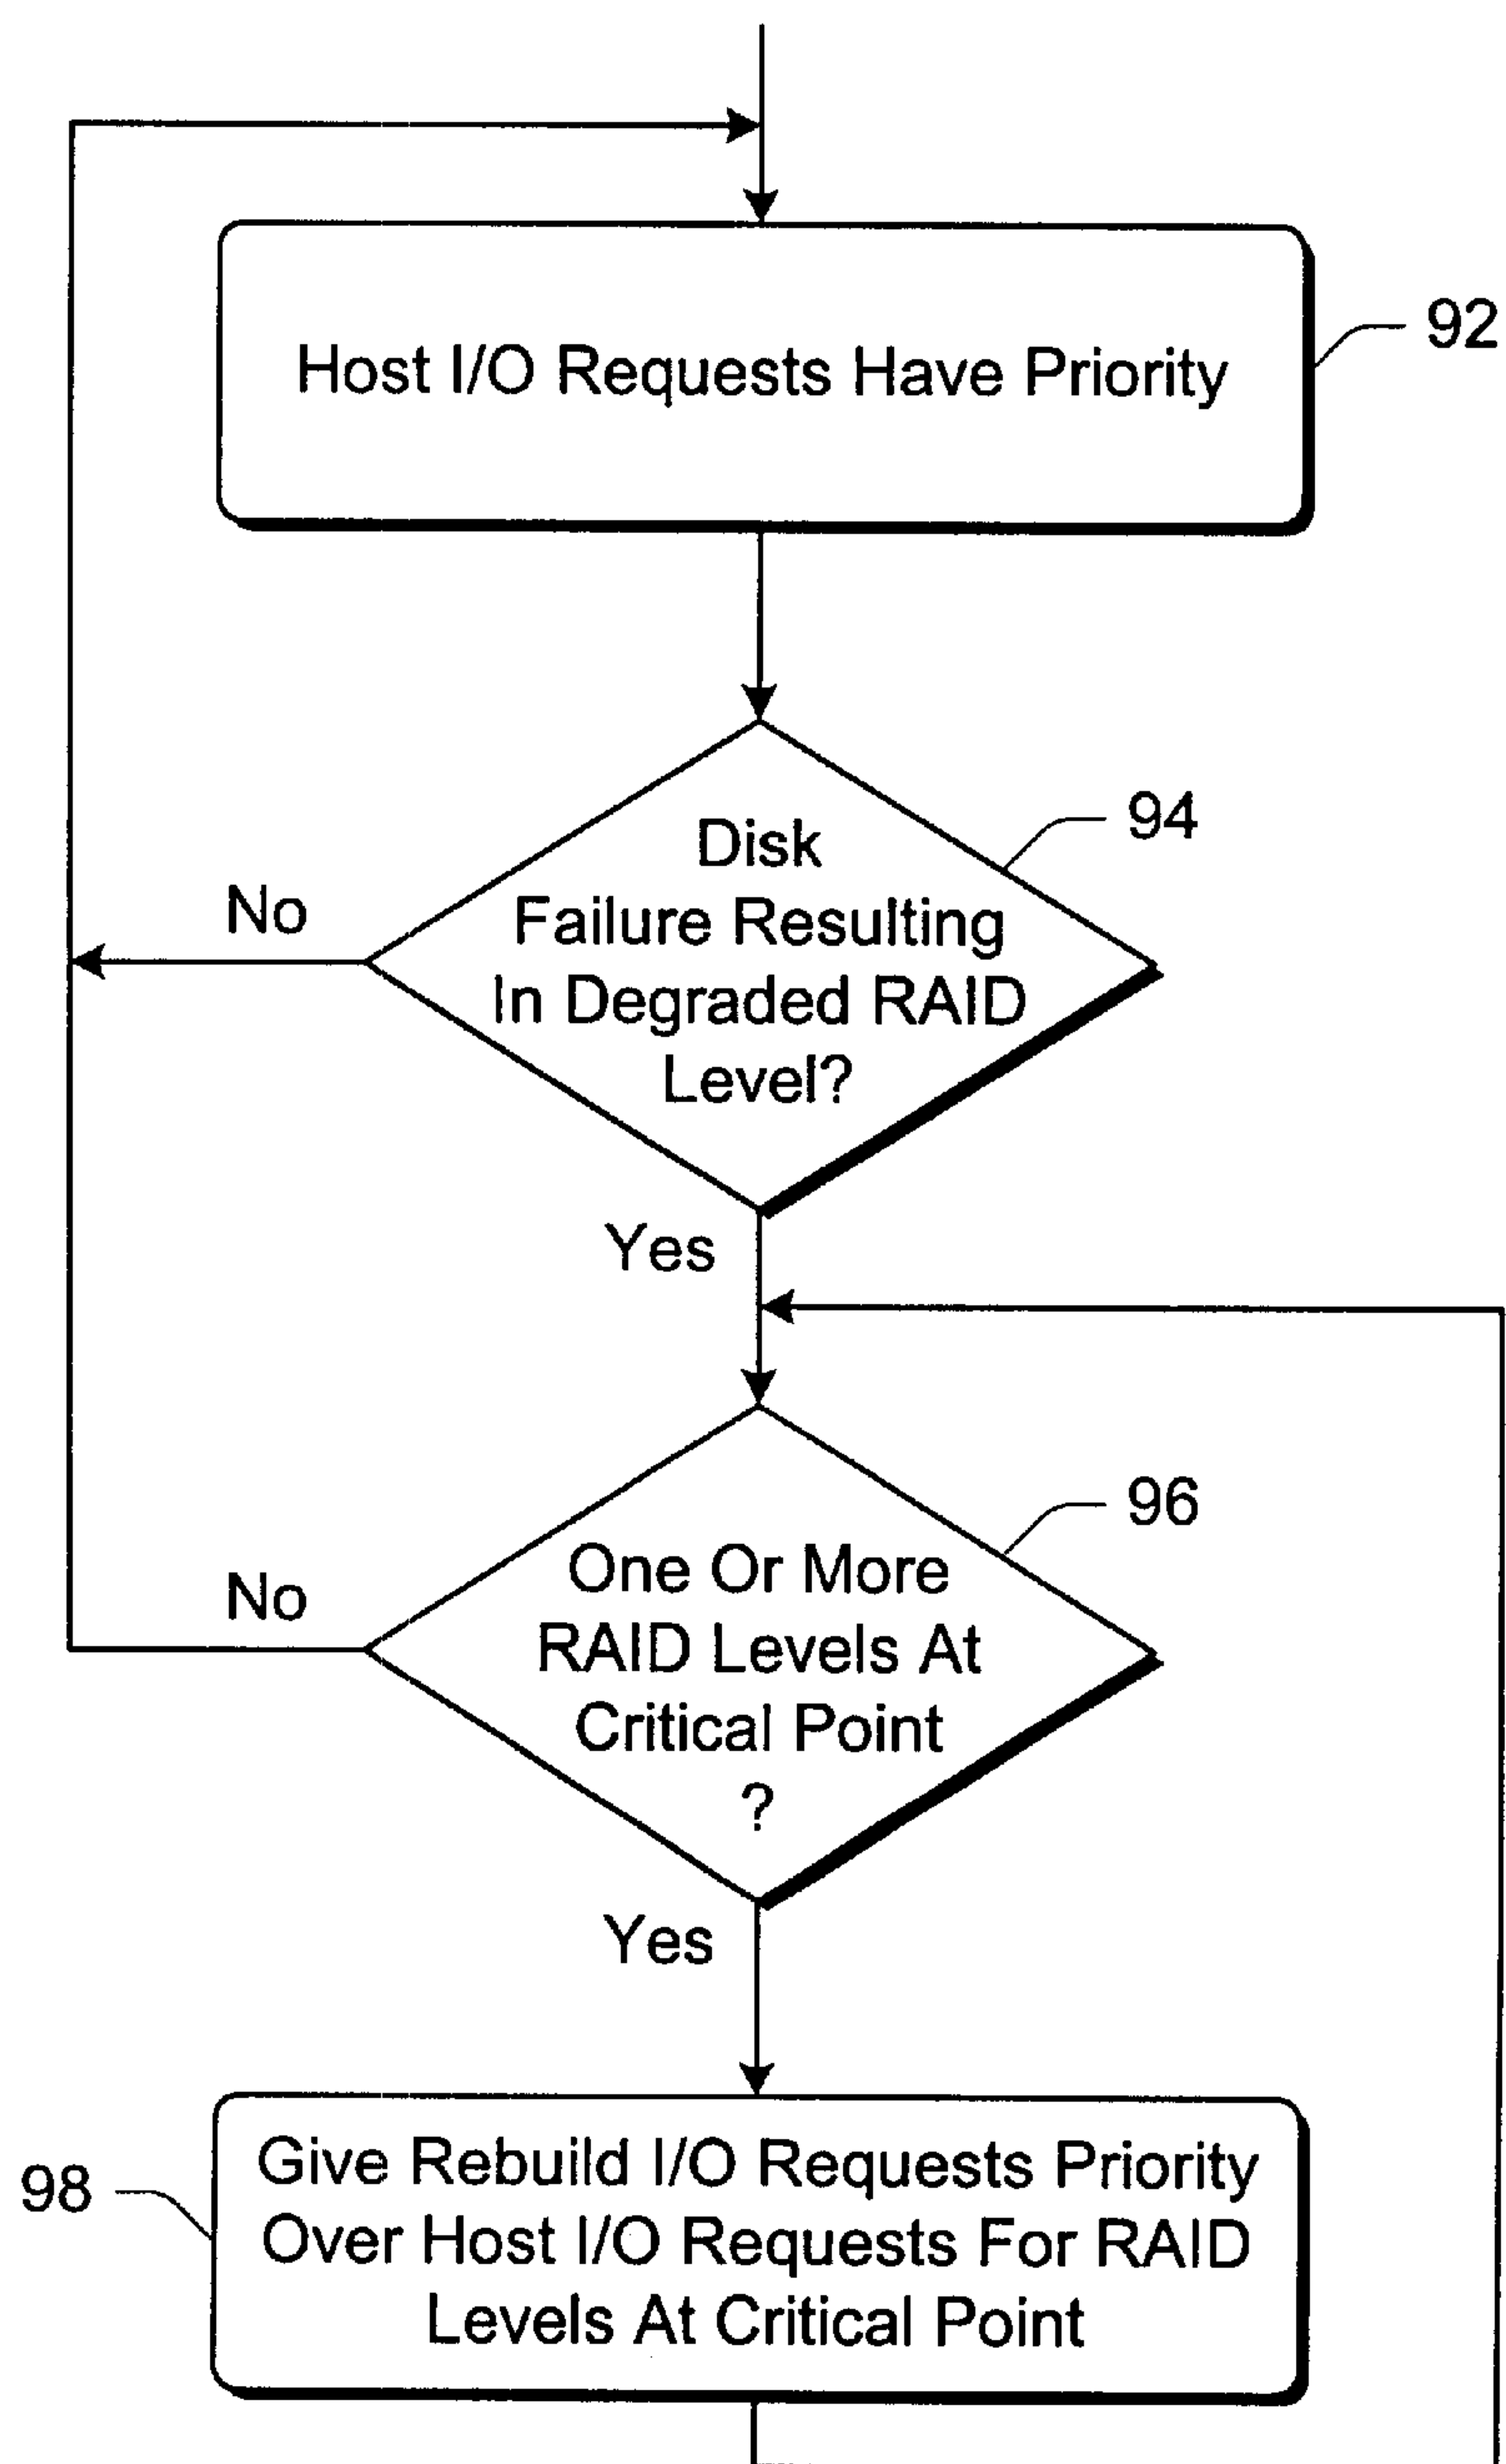 Host I/O Requests Have Priority
92
Disk
Failure Resulting
In Degraded RAID
Level?
94
No
Yes
One Or More
RAID Levels At
Critical Point
?
96
No
Yes
Give Rebuild I/O Requests Priority
Over Host I/O Requests For RAID
Levels At Critical Point
98